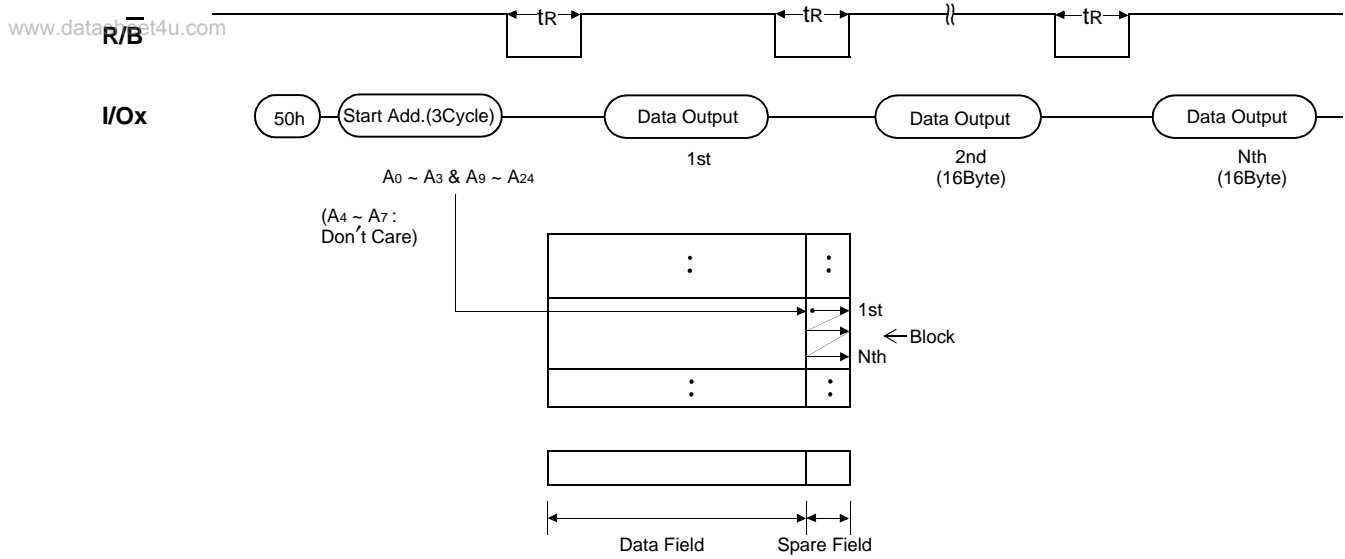 tR
tR
tR
www.datasheet4u.com
R/B
I/Ox
50h
Start Add.(3Cycle)
Data Output
Data Output
Data Output
1st
2nd
(16Byte)
Nth
(16Byte)
A0 ~ A3 & A9 ~ A24
(A4 ~ A7 :
Don′t Care)
1st
Block
Nth
Data Field
Spare Field